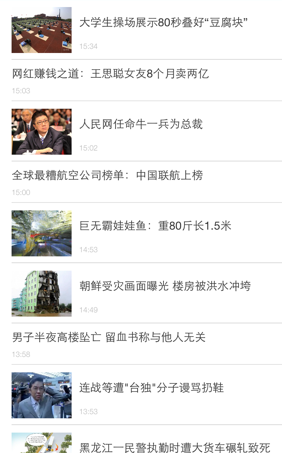 大学生操场展示80秒叠好“豆腐块”
15:34
网红赚钱之道：王思聪女友8个月卖两亿
15:03
人民网任命牛一兵为总裁
15:02
全球最糟航空公司榜单：中国联航上榜
15:00
巨无霸娃娃鱼：重80斤长1.5米
14:53
朝鲜受灾画面曝光 楼房被洪水冲垮
14:49
男子半夜高楼坠亡 留血书称与他人无关
13:58
连战等遭"台独"分子谩骂扔鞋
13:53
黑龙江一民警执勤时遭大货车碾轧致死